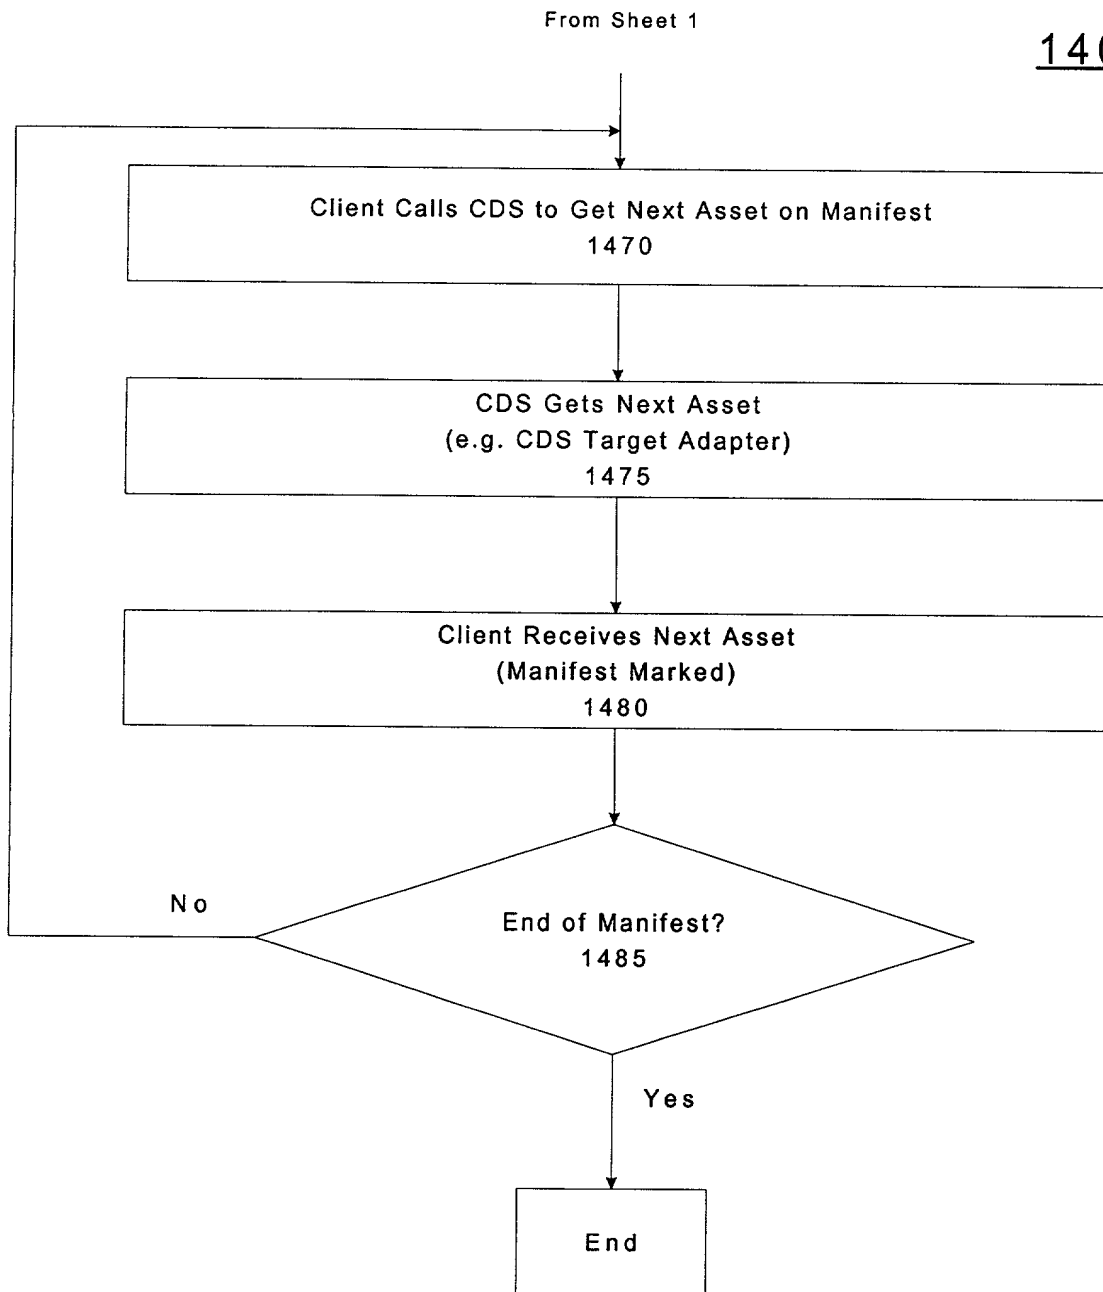 From Sheet 1
Client Calls CDS to Get Next Asset on Manifest
1470
CDS Gets Next Asset
(e.g. CDS Target Adapter)
1475
Client Receives Next Asset
(Manifest Marked)
1480
No
End of Manifest?
1485
Yes
End